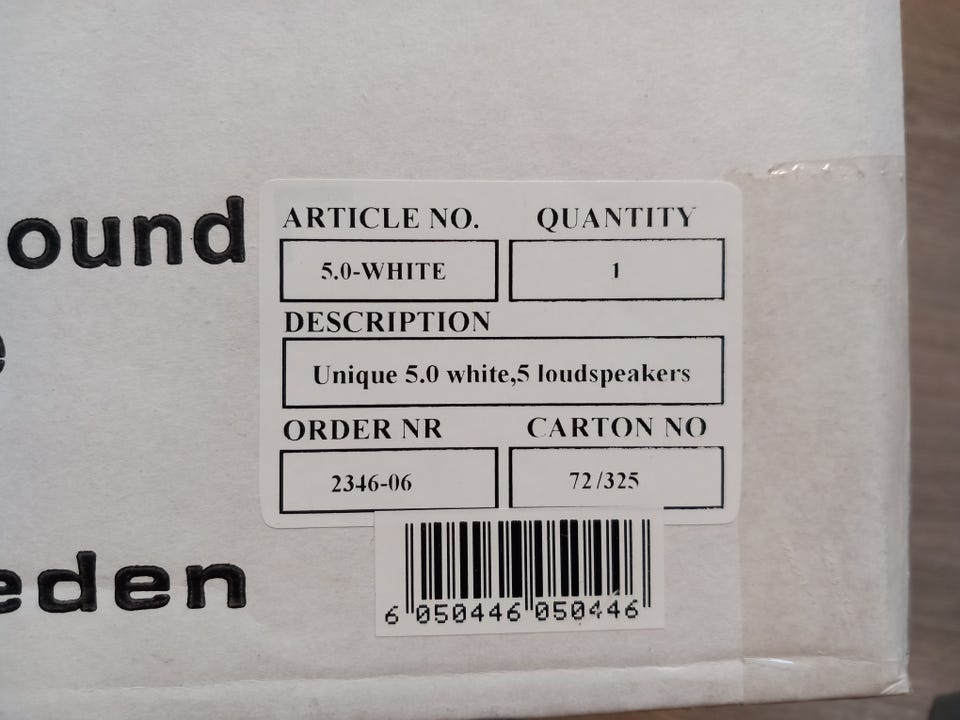 ound
e
eden
ARTICLE NO. QUANTITY
5.0-WHITE 1
DESCRIPTION
Unique 5.0 white,5 loudspeakers
ORDER NR CARTON NO
2346-06 72/325
6 050446 050446